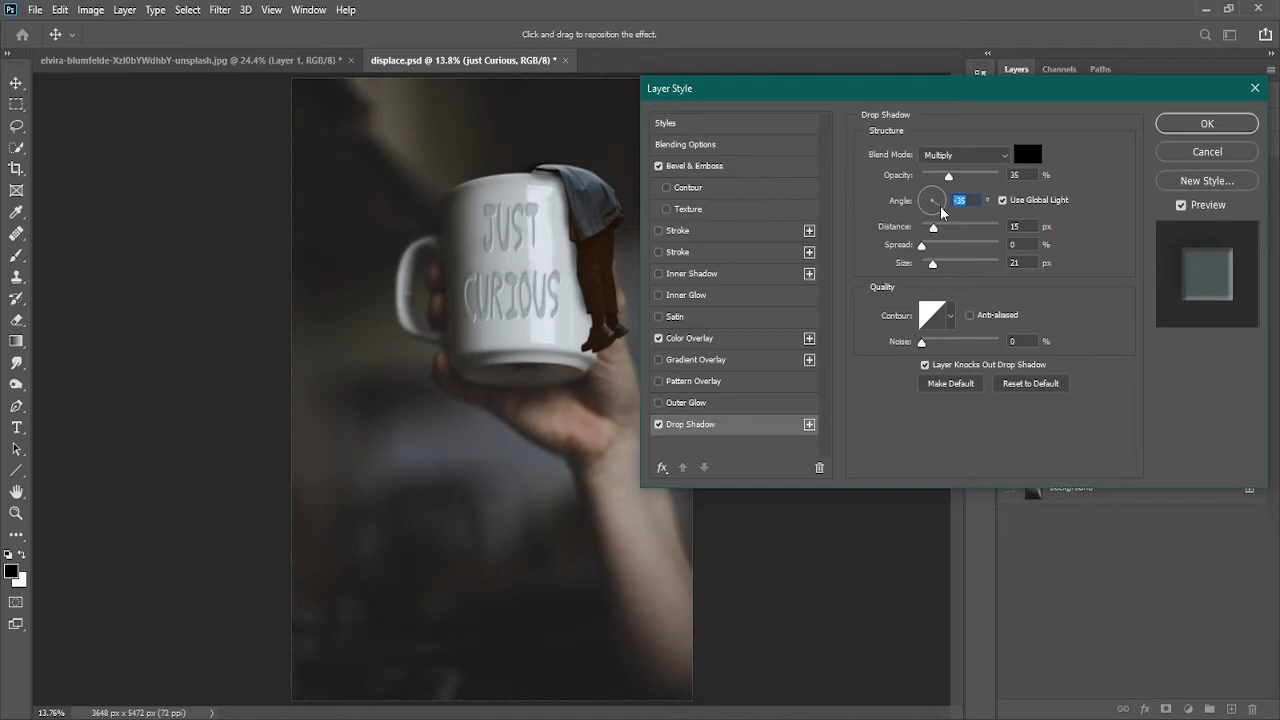 Ps File Edit Image Layer Type Select Filter 3D View Window Help
Click and drag to reposition the effect.
elvira-blumfelde-XzI0bYWdhbY-unsplash.jpg @ 24.4% (Layer 1, RGB/8) * ×
displace.psd @ 13.8% (just Curious, RGB/8) * ×
Layers Channels Paths
Layer Style
Styles
Blending Options
Bevel & Emboss
Contour
Texture
Stroke
Stroke
Inner Shadow
Inner Glow
Satin
Color Overlay
Gradient Overlay
Pattern Overlay
Outer Glow
Drop Shadow
fx
Drop Shadow
Structure
Blend Mode: Multiply
Opacity: 35 %
Angle: -35 ° Use Global Light
Distance: 15 px
Spread: 0 %
Size: 21 px
Quality
Contour: Anti-aliased
Noise: 0 %
Layer Knocks Out Drop Shadow
Make Default Reset to Default
OK
Cancel
New Style...
Preview
JUST
CURIOUS
13.76% 3648 px x 5472 px (72 ppi)
fx